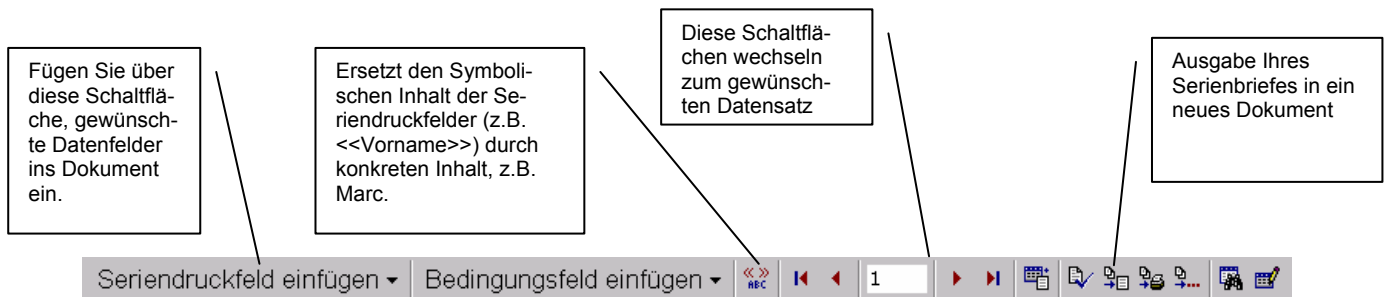 Fügen Sie über
diese Schaltflä-
che, gewünsch-
te Datenfelder
ins Dokument
ein.
Ersetzt den Symboli-
schen Inhalt der Se-
riendruckfelder (z.B.
<<Vorname>>) durch
konkreten Inhalt, z.B.
Marc.
Diese Schaltflä-
chen wechseln
zum gewünsch-
ten Datensatz
Ausgabe Ihres
Serienbriefes in ein
neues Dokument
Seriendruckfeld einfügen Bedingungsfeld einfügen « » ABC 1